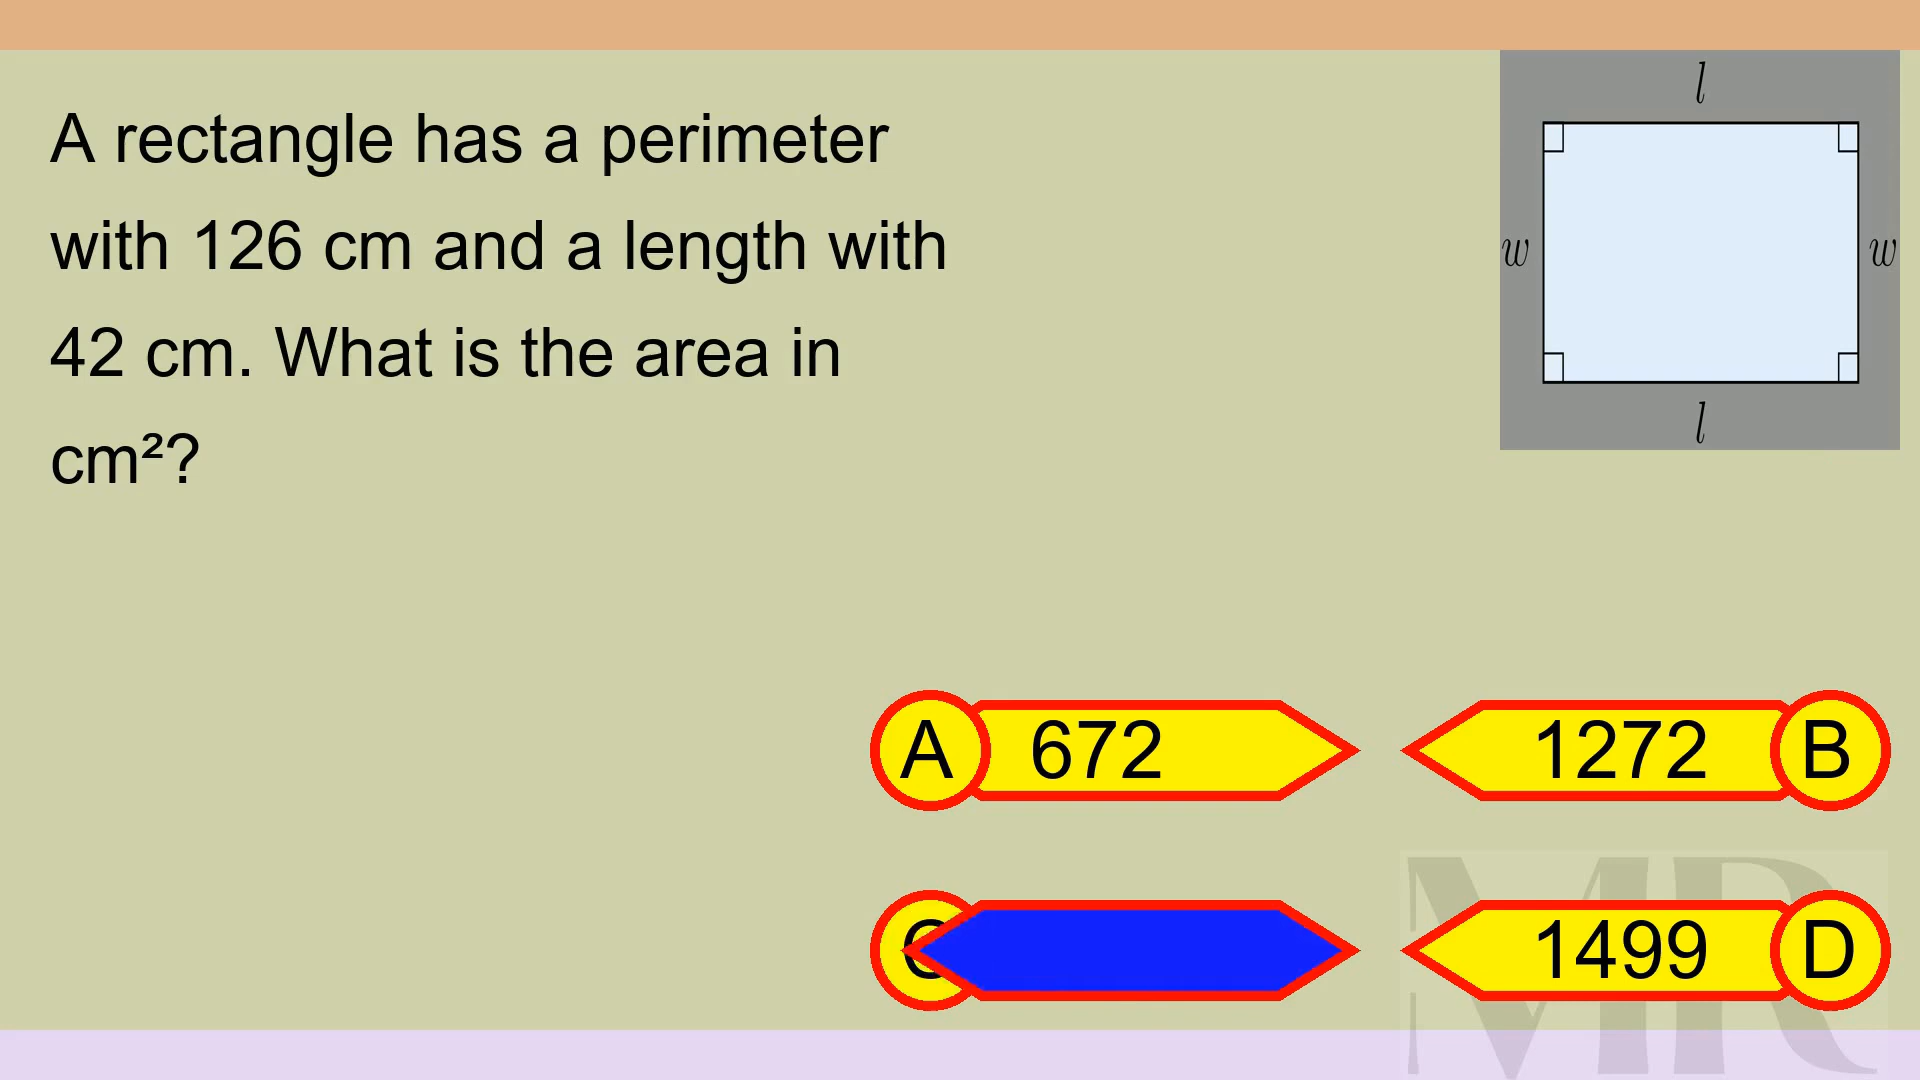 A rectangle has a perimeter
with 126 cm and a length with
42 cm. What is the area in
cm²?
l
w
w
l
A 672
1272 B
C
1499 D
MR